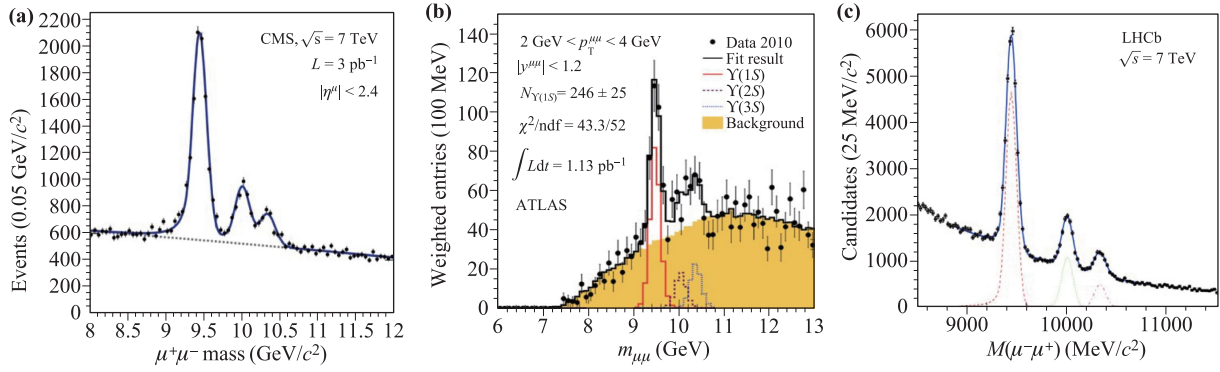 (a)
2200
2000
1800
1600
1400
1200
1000
800
600
400
200
0
Events (0.05 GeV/c²)
CMS, √s = 7 TeV
L = 3 pb⁻¹
|η^μ| < 2.4
8 8.5 9 9.5 10 10.5 11 11.5 12
μ⁺μ⁻ mass (GeV/c²)
(b)
140
120
100
80
60
40
20
0
Weighted entries (100 MeV)
2 GeV < p_T^μμ < 4 GeV
|y^μμ| < 1.2
N_ϒ(1S) = 246 ± 25
χ²/ndf = 43.3/52
∫Ldt = 1.13 pb⁻¹
ATLAS
Data 2010
Fit result
ϒ(1S)
ϒ(2S)
ϒ(3S)
Background
6 7 8 9 10 11 12 13
m_μμ (GeV)
(c)
6000
5000
4000
3000
2000
1000
0
Candidates (25 MeV/c²)
LHCb
√s = 7 TeV
9000 10000 11000
M(μ⁻μ⁺) (MeV/c²)